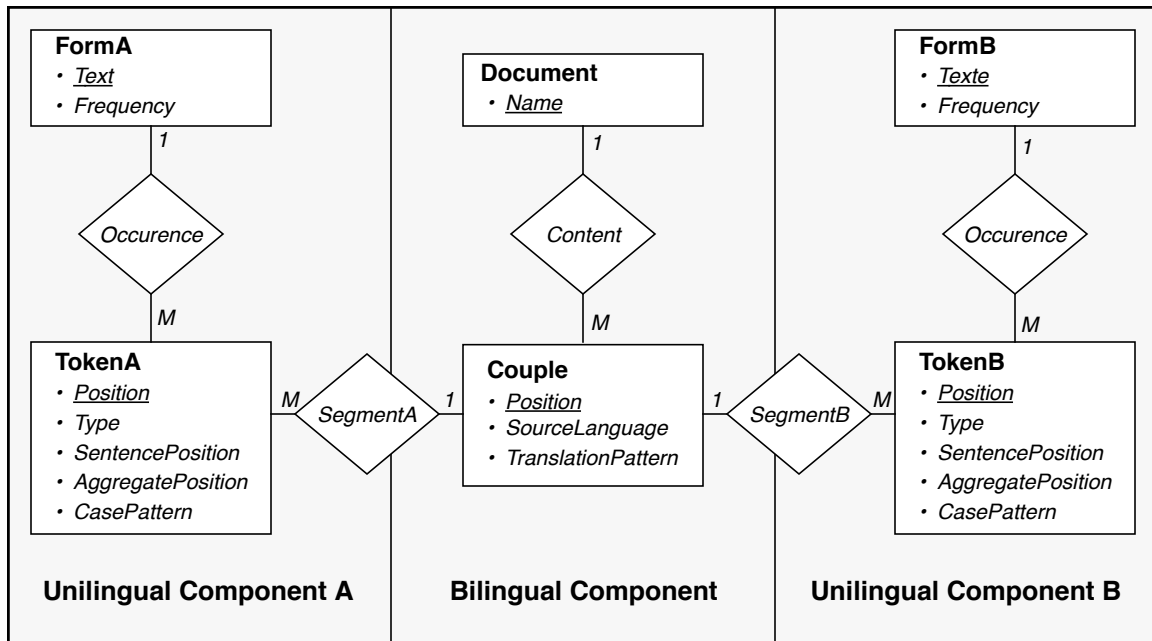 FormA
• Text
• Frequency
1
Occurence
M
TokenA
• Position
• Type
• SentencePosition
• AggregatePosition
• CasePattern
M
SegmentA
1
Unilingual Component A
Document
• Name
1
Content
M
Couple
• Position
• SourceLanguage
• TranslationPattern
Bilingual Component
1
SegmentB
M
FormB
• Texte
• Frequency
1
Occurence
M
TokenB
• Position
• Type
• SentencePosition
• AggregatePosition
• CasePattern
Unilingual Component B